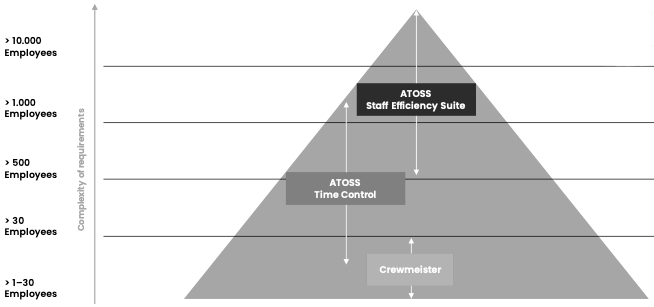 > 10.000
Employees
> 1.000
Employees
> 500
Employees
> 30
Employees
> 1–30
Employees
Complexity of requirements
ATOSS
Staff Efficiency Suite
ATOSS
Time Control
Crewmeister